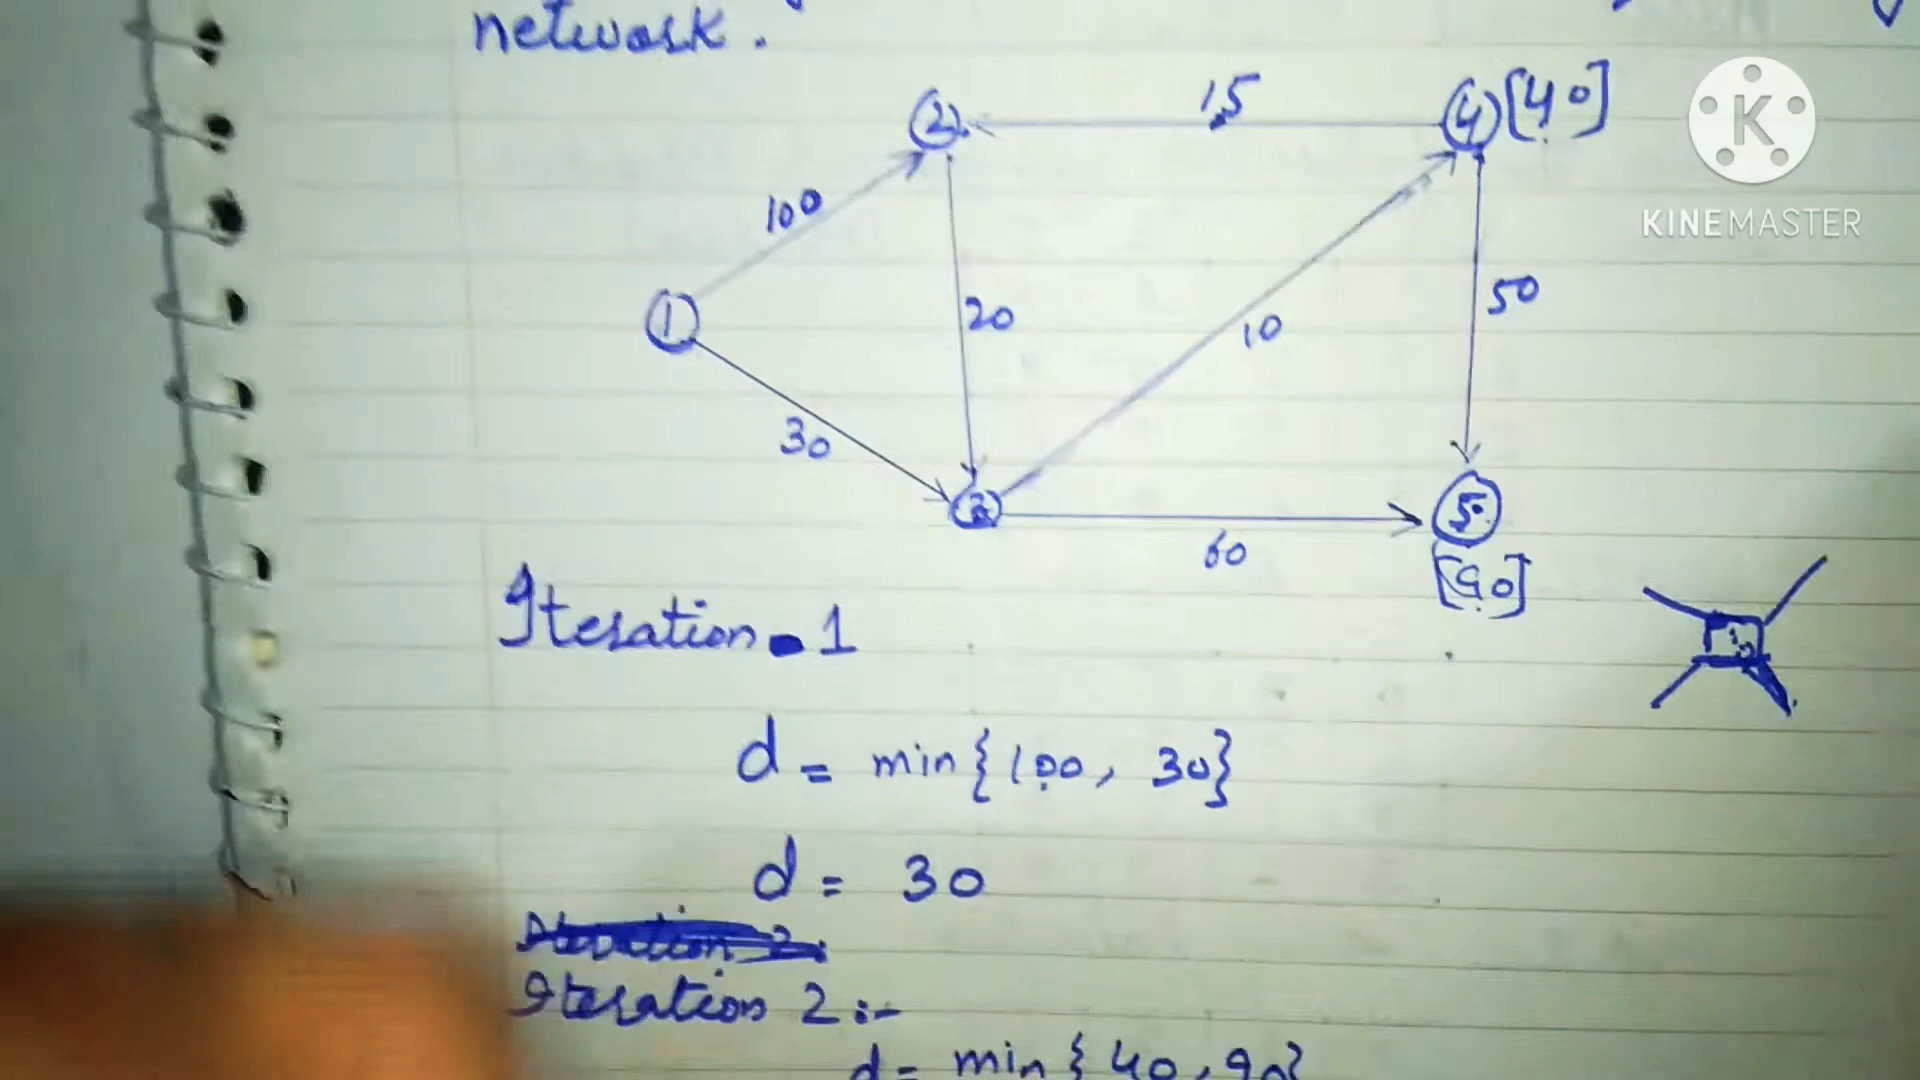 network.
15
2 4 [40]
100
1 20 10 50
30
3 5
60
[90]
Iteration - 1
d = min{100, 30}
d = 30
Iteration 2:-
d = min{40, 90}
K
KINEMASTER